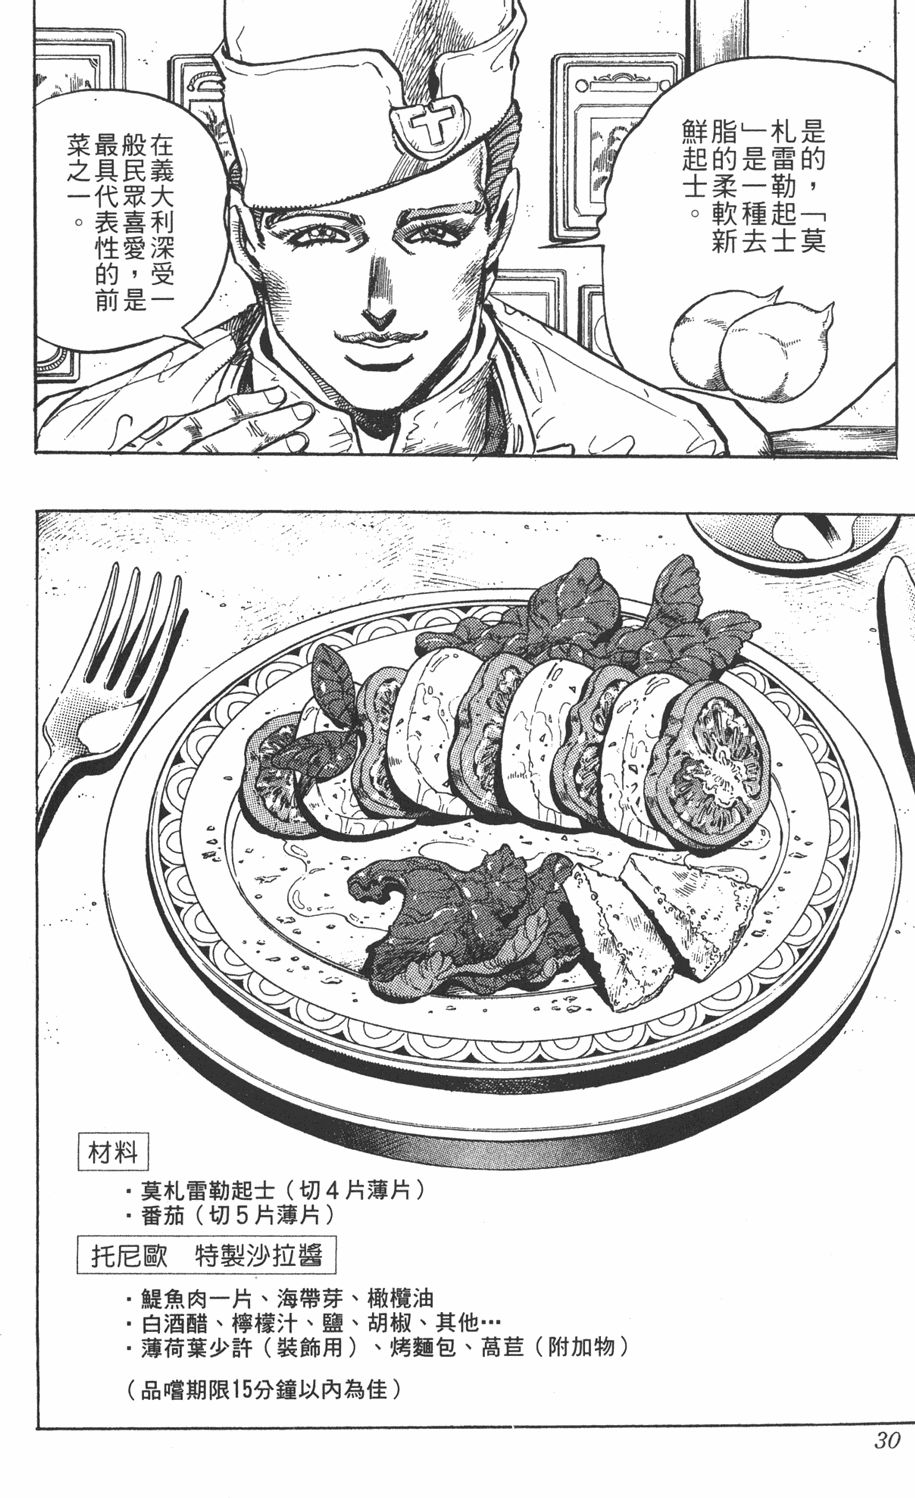 是的，「莫
札雷勒起士
」是一種去
脂的柔軟新
鮮起士。
在義大利深受一
般民眾喜愛，是
最具代表性的前
菜之一。
材料
・莫札雷勒起士（切４片薄片）
・番茄（切５片薄片）
托尼歐　特製沙拉醬
・鯷魚肉一片、海帶芽、橄欖油
・白酒醋、檸檬汁、鹽、胡椒、其他…
・薄荷葉少許（裝飾用）、烤麵包、萵苣（附加物）
（品嚐期限15分鐘以內為佳）
30